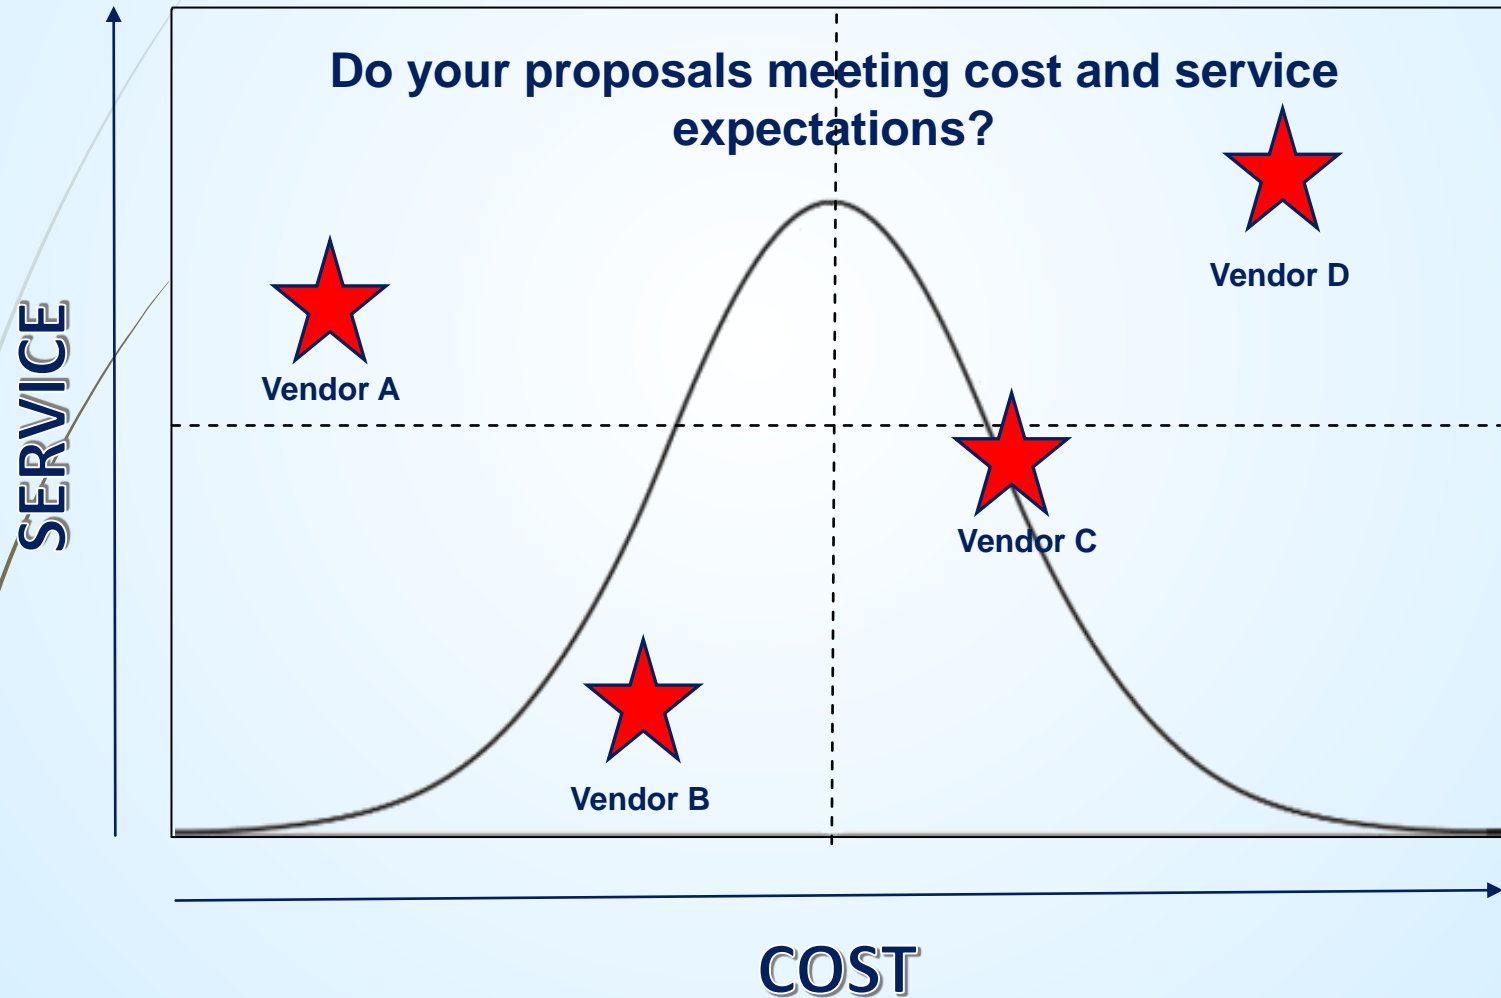 Do your proposals meeting cost and service
expectations?
Vendor D
Vendor A
SERVICE
Vendor C
Vendor B
COST